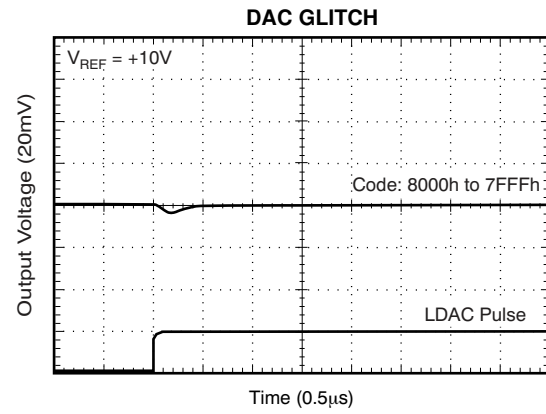 DAC GLITCH
V_REF = +10V
Output Voltage (20mV)
Code: 8000h to 7FFFh
LDAC Pulse
Time (0.5µs)